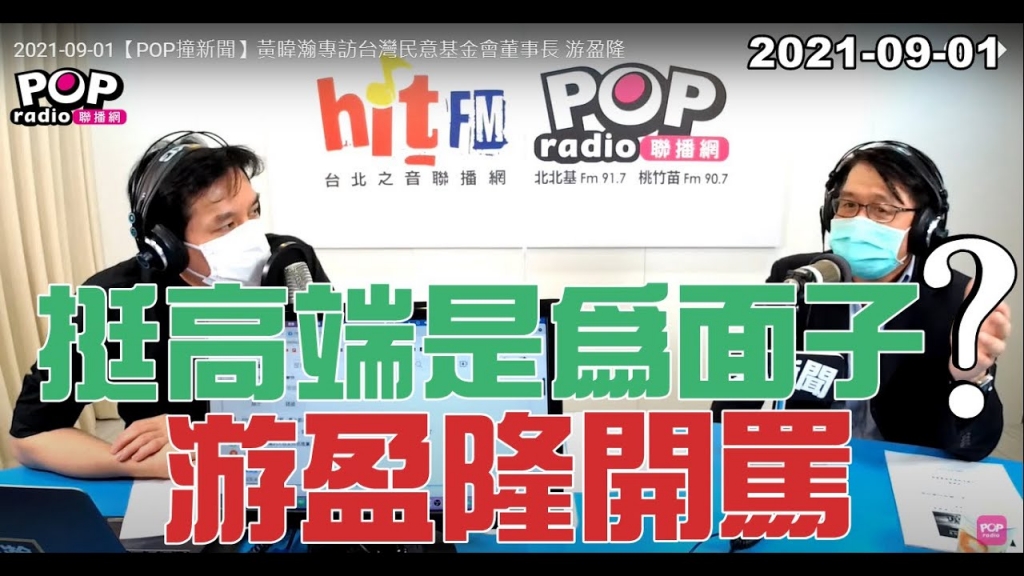 2021-09-01【POP撞新聞】黃暐瀚專訪台灣民意基金會董事長 游盈隆
2021-09-01
POP
radio 聯播網
hit FM
台北之音聯播網
POP
radio 聯播網
北北基 Fm 91.7 桃竹苗 Fm 90.7
挺高端是為面子?
聞
游盈隆開罵
POP
radio